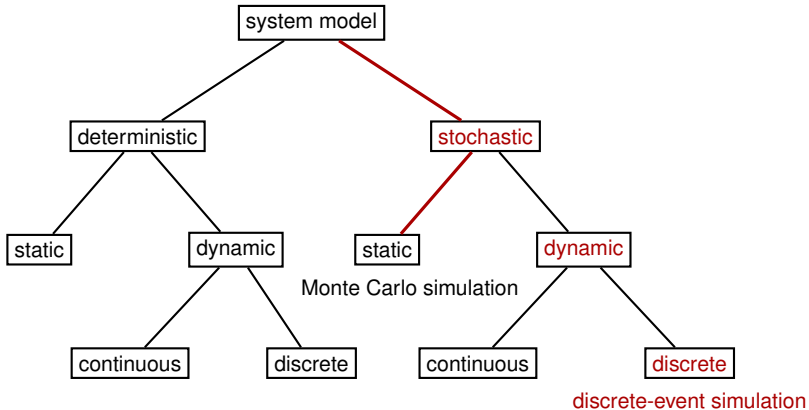 system model
deterministic
stochastic
static
dynamic
static
dynamic
Monte Carlo simulation
continuous
discrete
continuous
discrete
discrete-event simulation